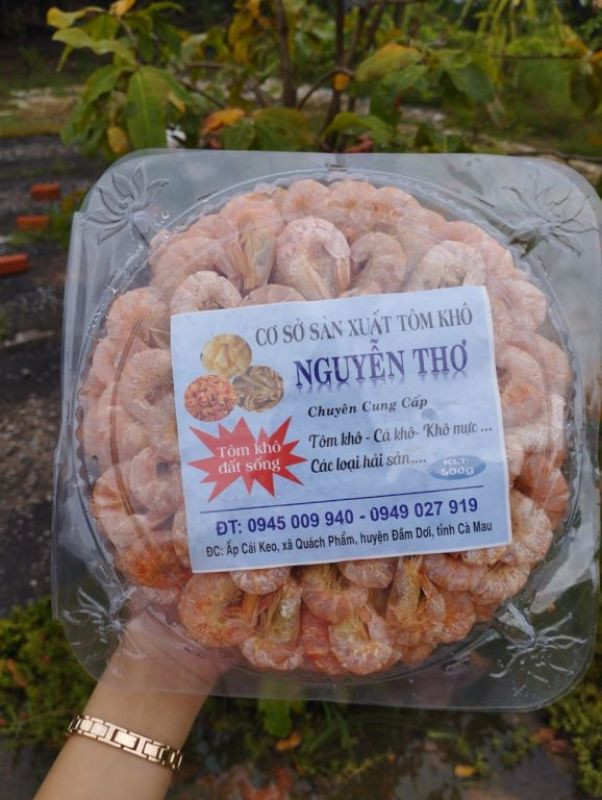 CƠ SỞ SẢN XUẤT TÔM KHÔ
NGUYỄN THƠ
Chuyên Cung Cấp
Tôm khô - Cá khô- Khô mực ...
Các loại hải sản,...
Tôm khô
đất sống
KLT:
500g
ĐT: 0945 009 940 - 0949 027 919
ĐC: Ấp Cái Keo, xã Quách Phẩm, huyện Đầm Dơi, tỉnh Cà Mau